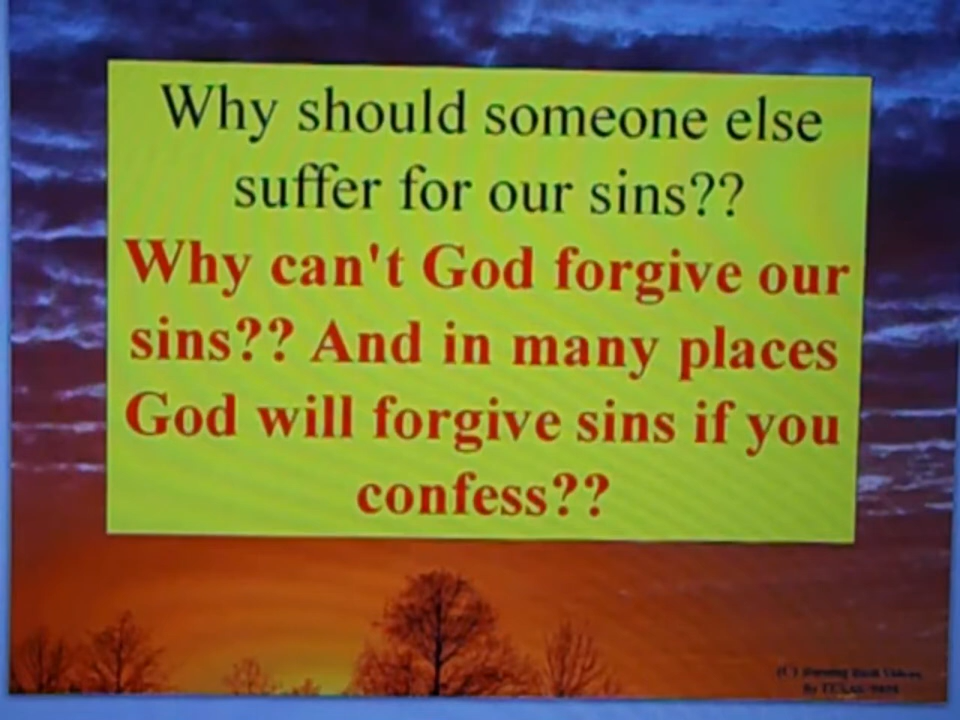 Why should someone else
suffer for our sins??
Why can't God forgive our
sins?? And in many places
God will forgive sins if you
confess??